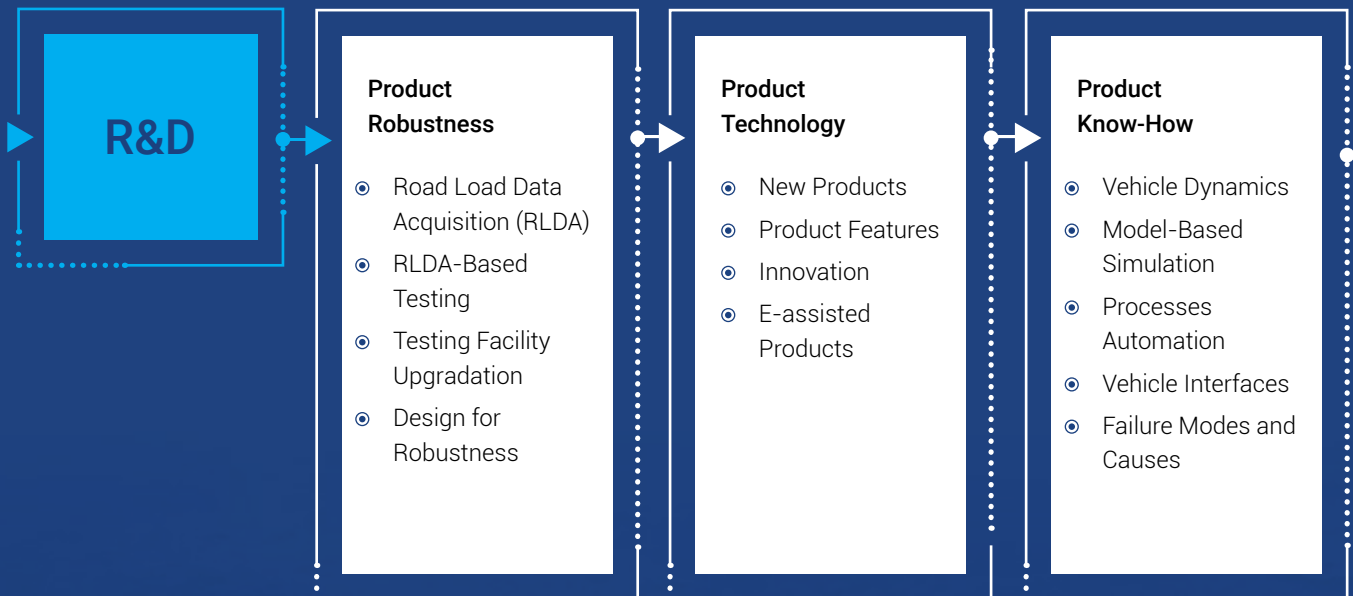 R&D
Product
Robustness
Road Load Data
Acquisition (RLDA)
RLDA-Based
Testing
Testing Facility
Upgradation
Design for
Robustness
Product
Technology
New Products
Product Features
Innovation
E-assisted
Products
Product
Know-How
Vehicle Dynamics
Model-Based
Simulation
Processes
Automation
Vehicle Interfaces
Failure Modes and
Causes